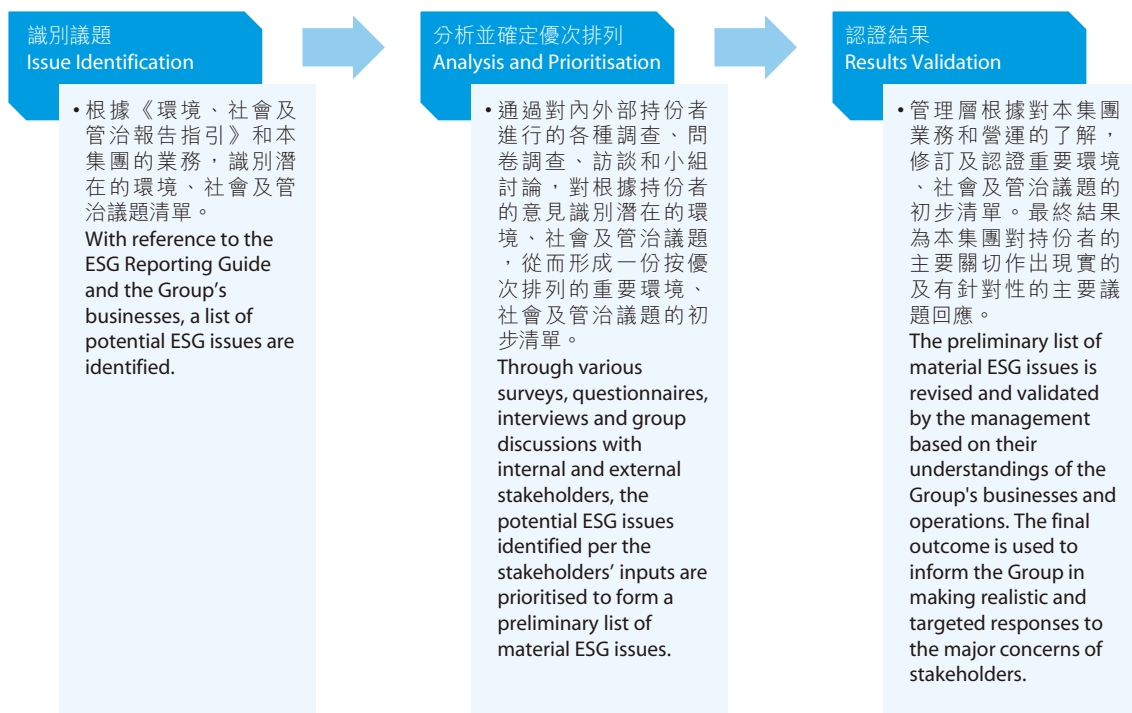 識別議題
Issue Identification
• 根據《環境、社會及
管治報告指引》和本
集團的業務，識別潛
在的環境、社會及管
治議題清單。
With reference to the
ESG Reporting Guide
and the Group’s
businesses, a list of
potential ESG issues are
identified.
分析並確定優次排列
Analysis and Prioritisation
• 通過對內外部持份者
進行的各種調查、問
卷調查、訪談和小組
討論，對根據持份者
的意見識別潛在的環
境、社會及管治議題
，從而形成一份按優
次排列的重要環境、
社會及管治議題的初
步清單。
Through various
surveys, questionnaires,
interviews and group
discussions with
internal and external
stakeholders, the
potential ESG issues
identified per the
stakeholders’ inputs are
prioritised to form a
preliminary list of
material ESG issues.
認證結果
Results Validation
• 管理層根據對本集團
業務和營運的了解，
修訂及認證重要環境
、社會及管治議題的
初步清單。最終結果
為本集團對持份者的
主要關切作出現實的
及有針對性的主要議
題回應。
The preliminary list of
material ESG issues is
revised and validated
by the management
based on their
understandings of the
Group's businesses and
operations. The final
outcome is used to
inform the Group in
making realistic and
targeted responses to
the major concerns of
stakeholders.